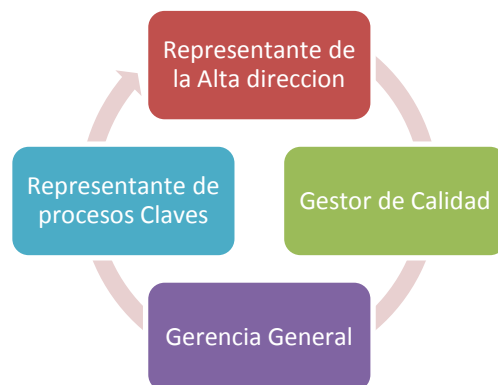 Representante de
la Alta direccion
Representante de
procesos Claves
Gestor de Calidad
Gerencia General